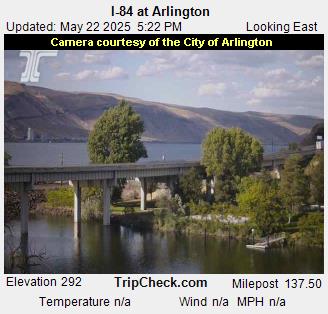 I-84 at Arlington
Updated: May 22 2025 5:22 PM Looking East
Camera courtesy of the City of Arlington
Elevation 292 TripCheck.com Milepost 137.50
Temperature n/a Wind n/a MPH n/a